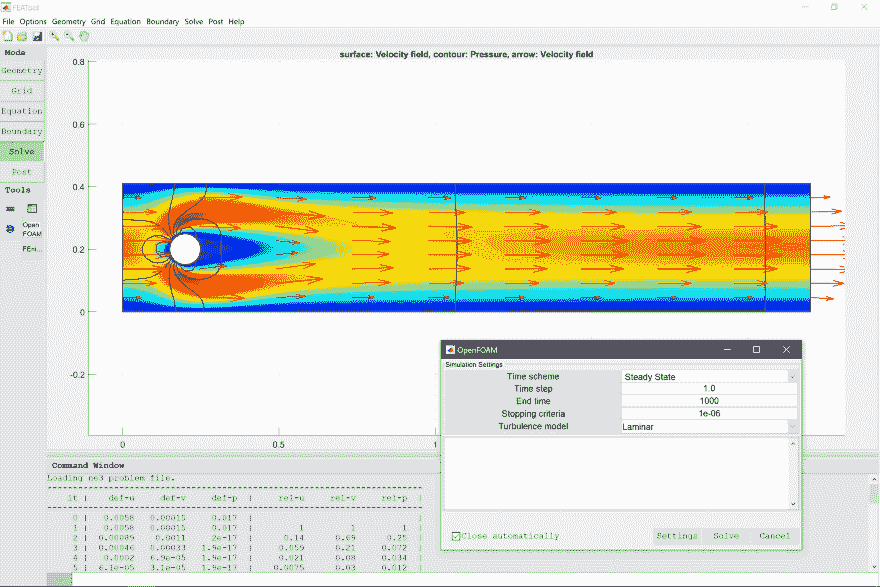 FEATool
File Options Geometry Grid Equation Boundary Solve Post Help
Mode
Geometry
Grid
Equation
Boundary
Solve
Post
Tools
Open
FOAM
surface: Velocity field, contour: Pressure, arrow: Velocity field
0.8
0.6
0.4
0.2
0
-0.2
0 0.5 1
OpenFOAM
Simulation Settings
Time scheme Steady State
Time step 1.0
End time 1000
Stopping criteria 1e-06
Turbulence model Laminar
Close automatically Settings Solve Cancel
Command Window
Loading ne3 problem file.
it | def-u def-v def-p | rel-u rel-v rel-p |
0 | 0.0058 0.00015 0.017 |
1 | 0.0058 0.00015 0.017 | 1 1 1 |
2 | 0.00089 0.0011 2e-17 | 0.14 0.69 0.25 |
3 | 0.00046 0.00033 1.9e-17 | 0.059 0.21 0.072 |
4 | 0.0002 6.9e-05 1.9e-17 | 0.021 0.08 0.034 |
5 | 6.1e-05 3.1e-05 1.9e-17 | 0.0075 0.03 0.012 |